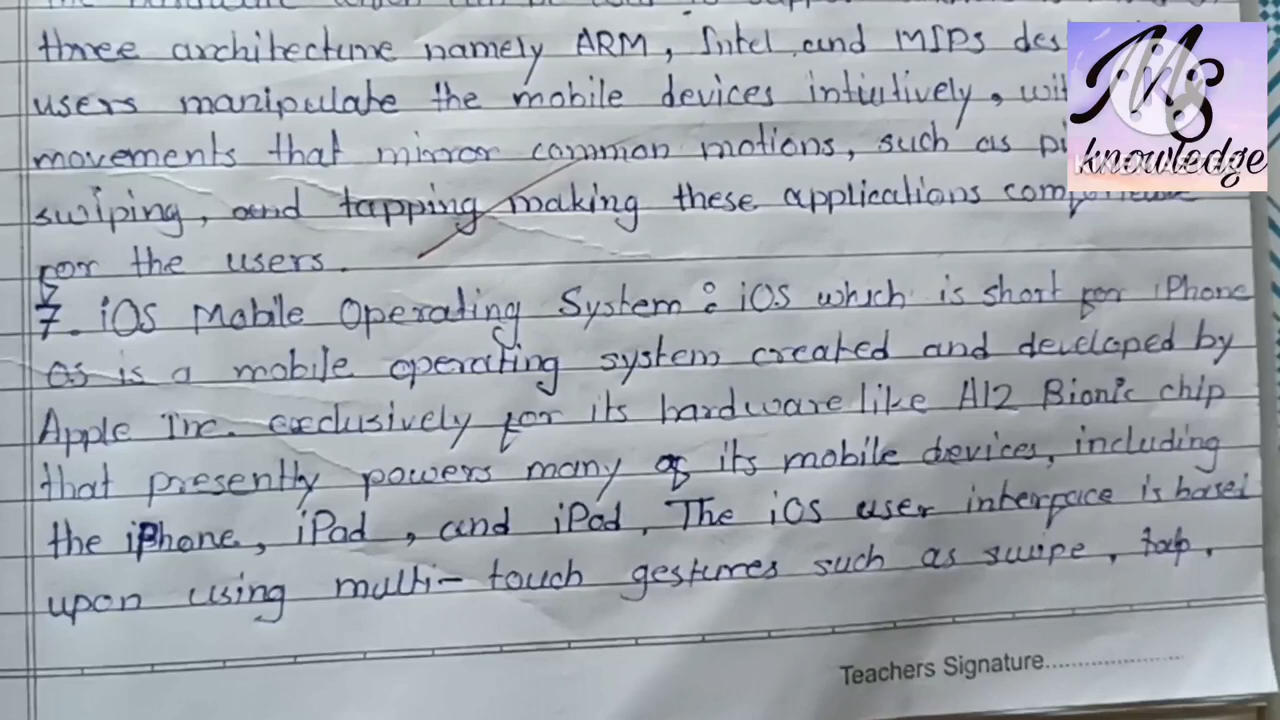 three architecture namely ARM, Intel and MIPs des
users manipulate the mobile devices intiutively, wit
movements that mirror common motions, such as pi
swiping, and tapping making these applications
for the users.
7. iOS Mobile Operating System : iOS which is short for iPhone
os is a mobile operating system created and developed by
Apple Inc. exclusively for its hardware like A12 Bionic chip
that presently powers many of its mobile devices, including
the iPhone, iPad, and iPod. The iOS user interface is based
upon using multi-touch gestures such as swipe, tap,
Teachers Signature
MS
knowledge